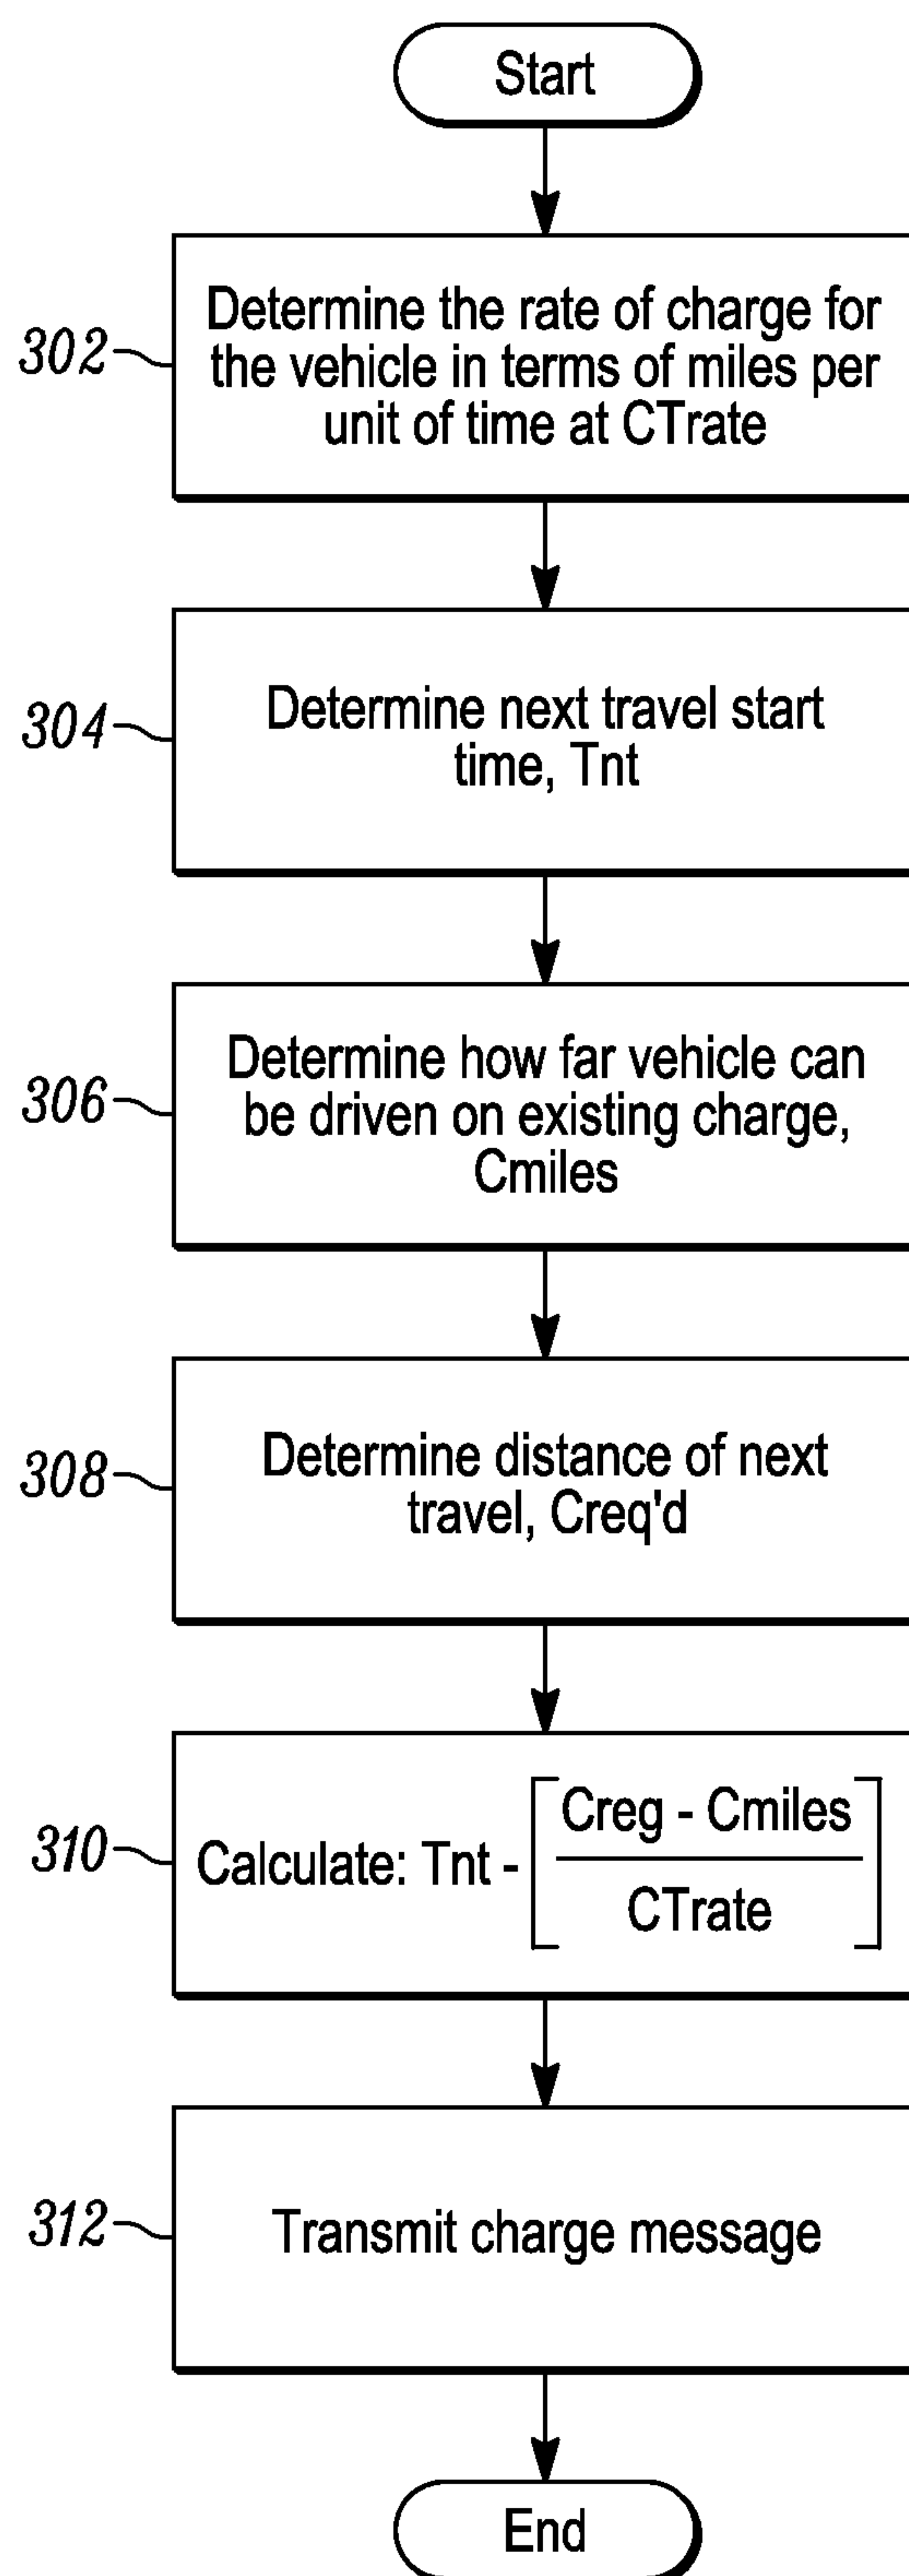 Start
302
Determine the rate of charge for
the vehicle in terms of miles per
unit of time at CTrate
304
Determine next travel start
time, Tnt
306
Determine how far vehicle can
be driven on existing charge,
Cmiles
308
Determine distance of next
travel, Creq'd
310
Calculate: Tnt - [Creg - Cmiles
CTrate]
312
Transmit charge message
End